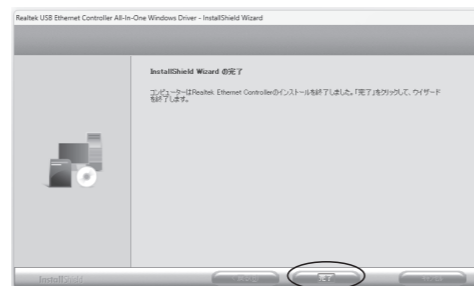 Realtek USB Ethernet Controller All-In-One Windows Driver - InstallShield Wizard
InstallShield Wizard の完了
コンピューターはRealtek Ethernet Controllerのインストールを終了しました。「完了」をクリックして、ウイザード
を終了します。
InstallShield
完了